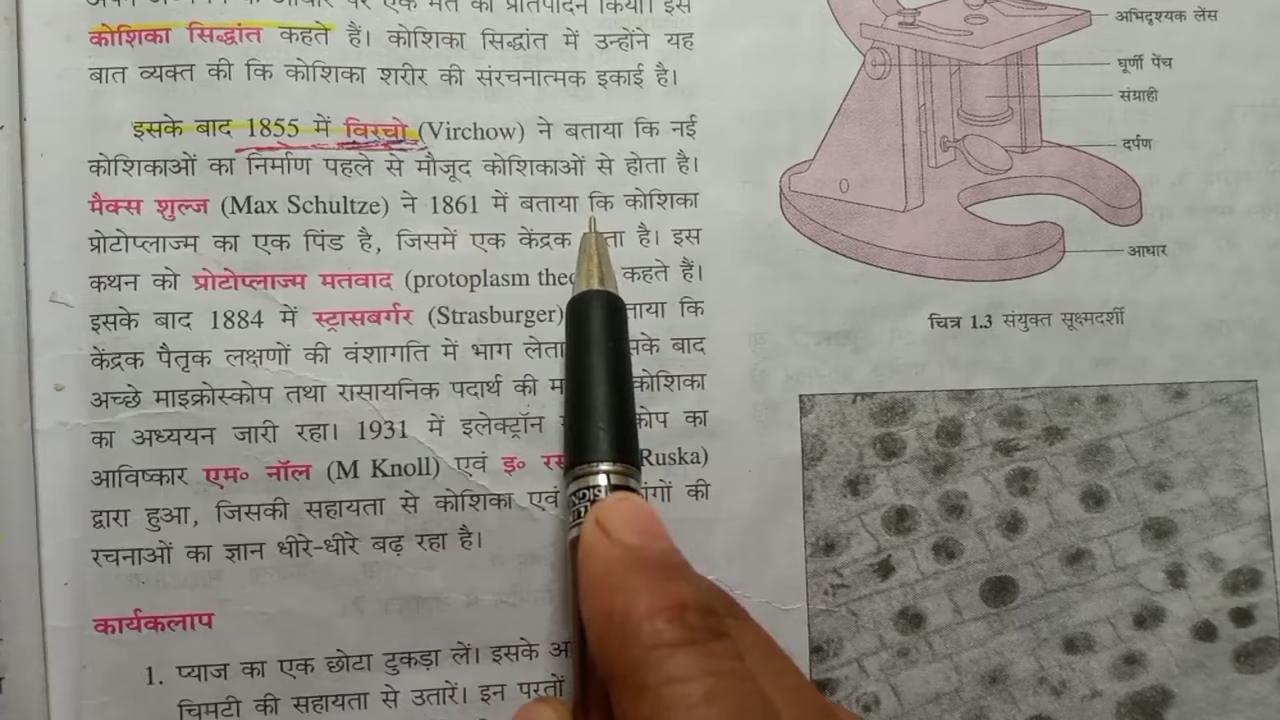 कोशिका सिद्धांत कहते हैं। कोशिका सिद्धांत में उन्होंने यह
बात व्यक्त की कि कोशिका शरीर की संरचनात्मक इकाई है।
इसके बाद 1855 में विरचो (Virchow) ने बताया कि नई
कोशिकाओं का निर्माण पहले से मौजूद कोशिकाओं से होता है।
मैक्स शुल्ज (Max Schultze) ने 1861 में बताया कि कोशिका
प्रोटोप्लाज्म का एक पिंड है, जिसमें एक केंद्रक है। इस
कथन को प्रोटोप्लाज्म मतवाद (protoplasm कहते हैं।
इसके बाद 1884 में स्ट्रासबर्गर (Strasburger) कि
केंद्रक पैतृक लक्षणों की वंशागति में भाग बाद
अच्छे माइक्रोस्कोप तथा रासायनिक पदार्थ की कोशिका
का अध्ययन जारी रहा। 1931 में इलेक्ट्रॉन का
आविष्कार एम० नॉल (M Knoll) एवं इ० Ruska)
द्वारा हुआ, जिसकी सहायता से कोशिका एवं की
रचनाओं का ज्ञान धीरे-धीरे बढ़ रहा है।
कार्यकलाप
1. प्याज का एक छोटा टुकड़ा लें। इसके
चिमटी की सहायता से उतारें। इन परतों
अभिदृश्यक लेंस
घूर्णी पेंच
संग्राही
दर्पण
आधार
चित्र 1.3 संयुक्त सूक्ष्मदर्शी